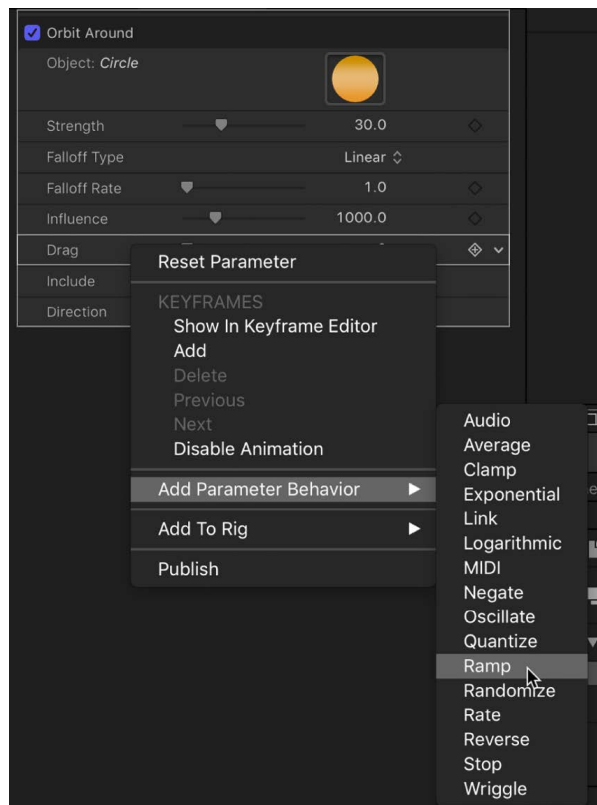 Orbit Around
Object: Circle
Strength 30.0
Falloff Type Linear
Falloff Rate 1.0
Influence 1000.0
Drag
Include
Direction
Reset Parameter
KEYFRAMES
Show In Keyframe Editor
Add
Delete
Previous
Next
Disable Animation
Add Parameter Behavior
Add To Rig
Publish
Audio
Average
Clamp
Exponential
Link
Logarithmic
MIDI
Negate
Oscillate
Quantize
Ramp
Randomize
Rate
Reverse
Stop
Wriggle